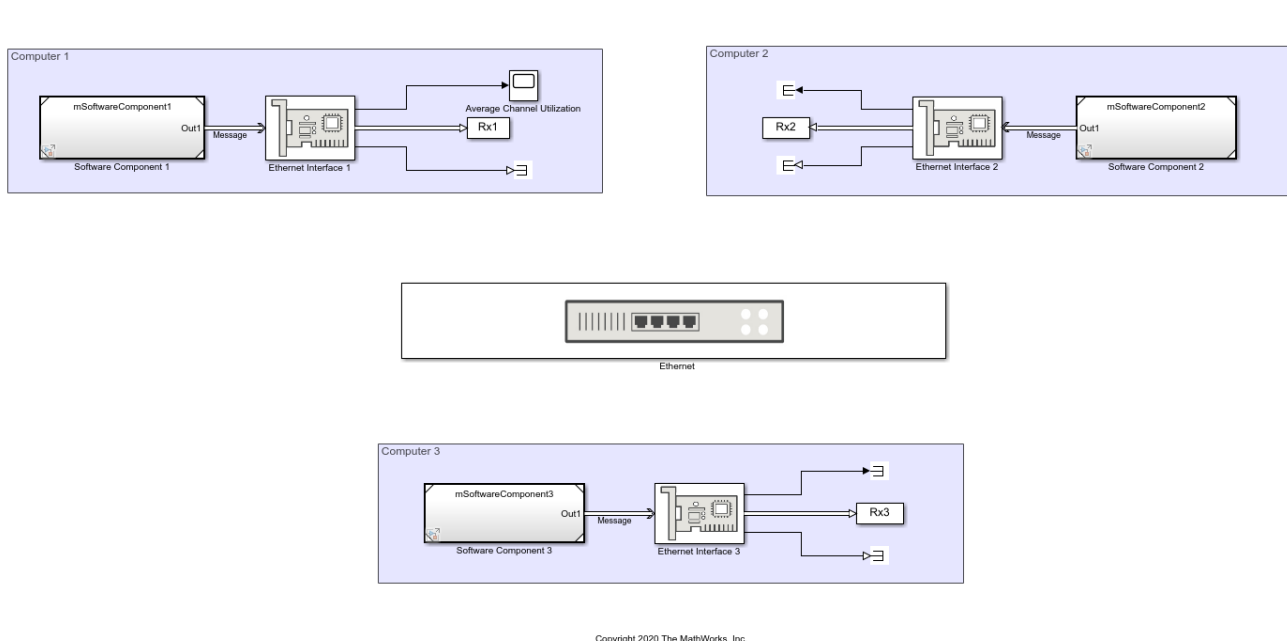 Computer 1
mSoftwareComponent1
Out1
Message
Software Component 1
Ethernet Interface 1
Average Channel Utilization
Rx1
Computer 2
Rx2
Ethernet Interface 2
Message
mSoftwareComponent2
Out1
Software Component 2
Ethernet
Computer 3
mSoftwareComponent3
Out1
Message
Software Component 3
Ethernet Interface 3
Rx3
Copyright 2020 The MathWorks, Inc.